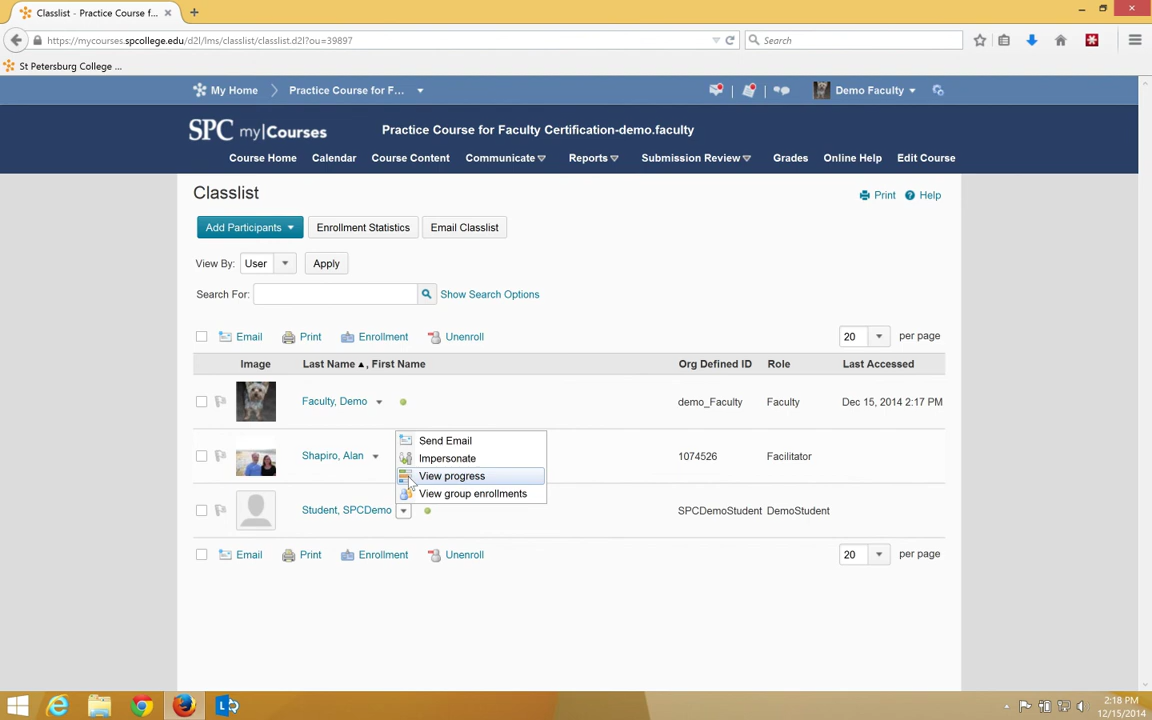 Classlist - Practice Course for F...
https://mycourses.spcollege.edu/d2l/lms/classlist/classlist.d2l?ou=39897
Search
St Petersburg College ...
My Home
Practice Course for F...
Demo Faculty
SPC my|Courses
Practice Course for Faculty Certification-demo.faculty
Course Home Calendar Course Content Communicate Reports Submission Review Grades Online Help Edit Course
Classlist
Print Help
Add Participants Enrollment Statistics Email Classlist
View By: User Apply
Search For: Show Search Options
Email Print Enrollment Unenroll 20 per page
Image Last Name , First Name Org Defined ID Role Last Accessed
Faculty, Demo demo_Faculty Faculty Dec 15, 2014 2:17 PM
Send Email
Shapiro, Alan Impersonate 1074526 Facilitator
View progress
View group enrollments
Student, SPCDemo SPCDemoStudent DemoStudent
Email Print Enrollment Unenroll 20 per page
2:18 PM
12/15/2014